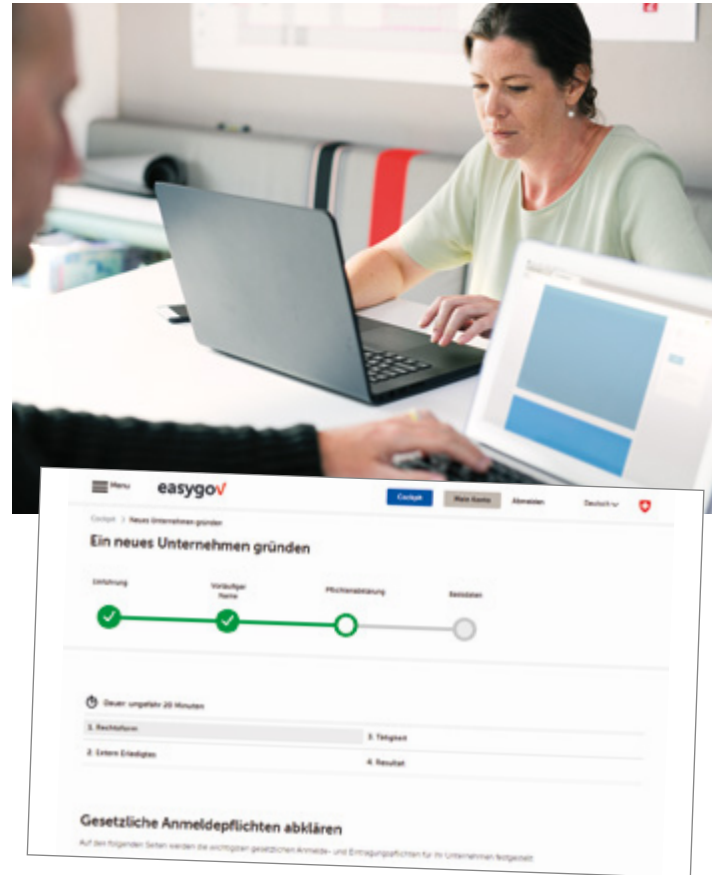 Menu
easygov
Cockpit
Mein Konto
Abmelden
Deutsch
Cockpit > Neues Unternehmen gründen
Ein neues Unternehmen gründen
Einführung
Vorläufiger
Name
Pflichtenabklärung
Basisdaten
Dauer: ungefähr 20 Minuten
1. Rechtsform
3. Tätigkeit
2. Extern Erledigtes
4. Resultat
Gesetzliche Anmeldepflichten abklären
Auf den folgenden Seiten werden die wichtigsten gesetzlichen Anmelde- und Eintragungspflichten für Ihr Unternehmen festgestellt